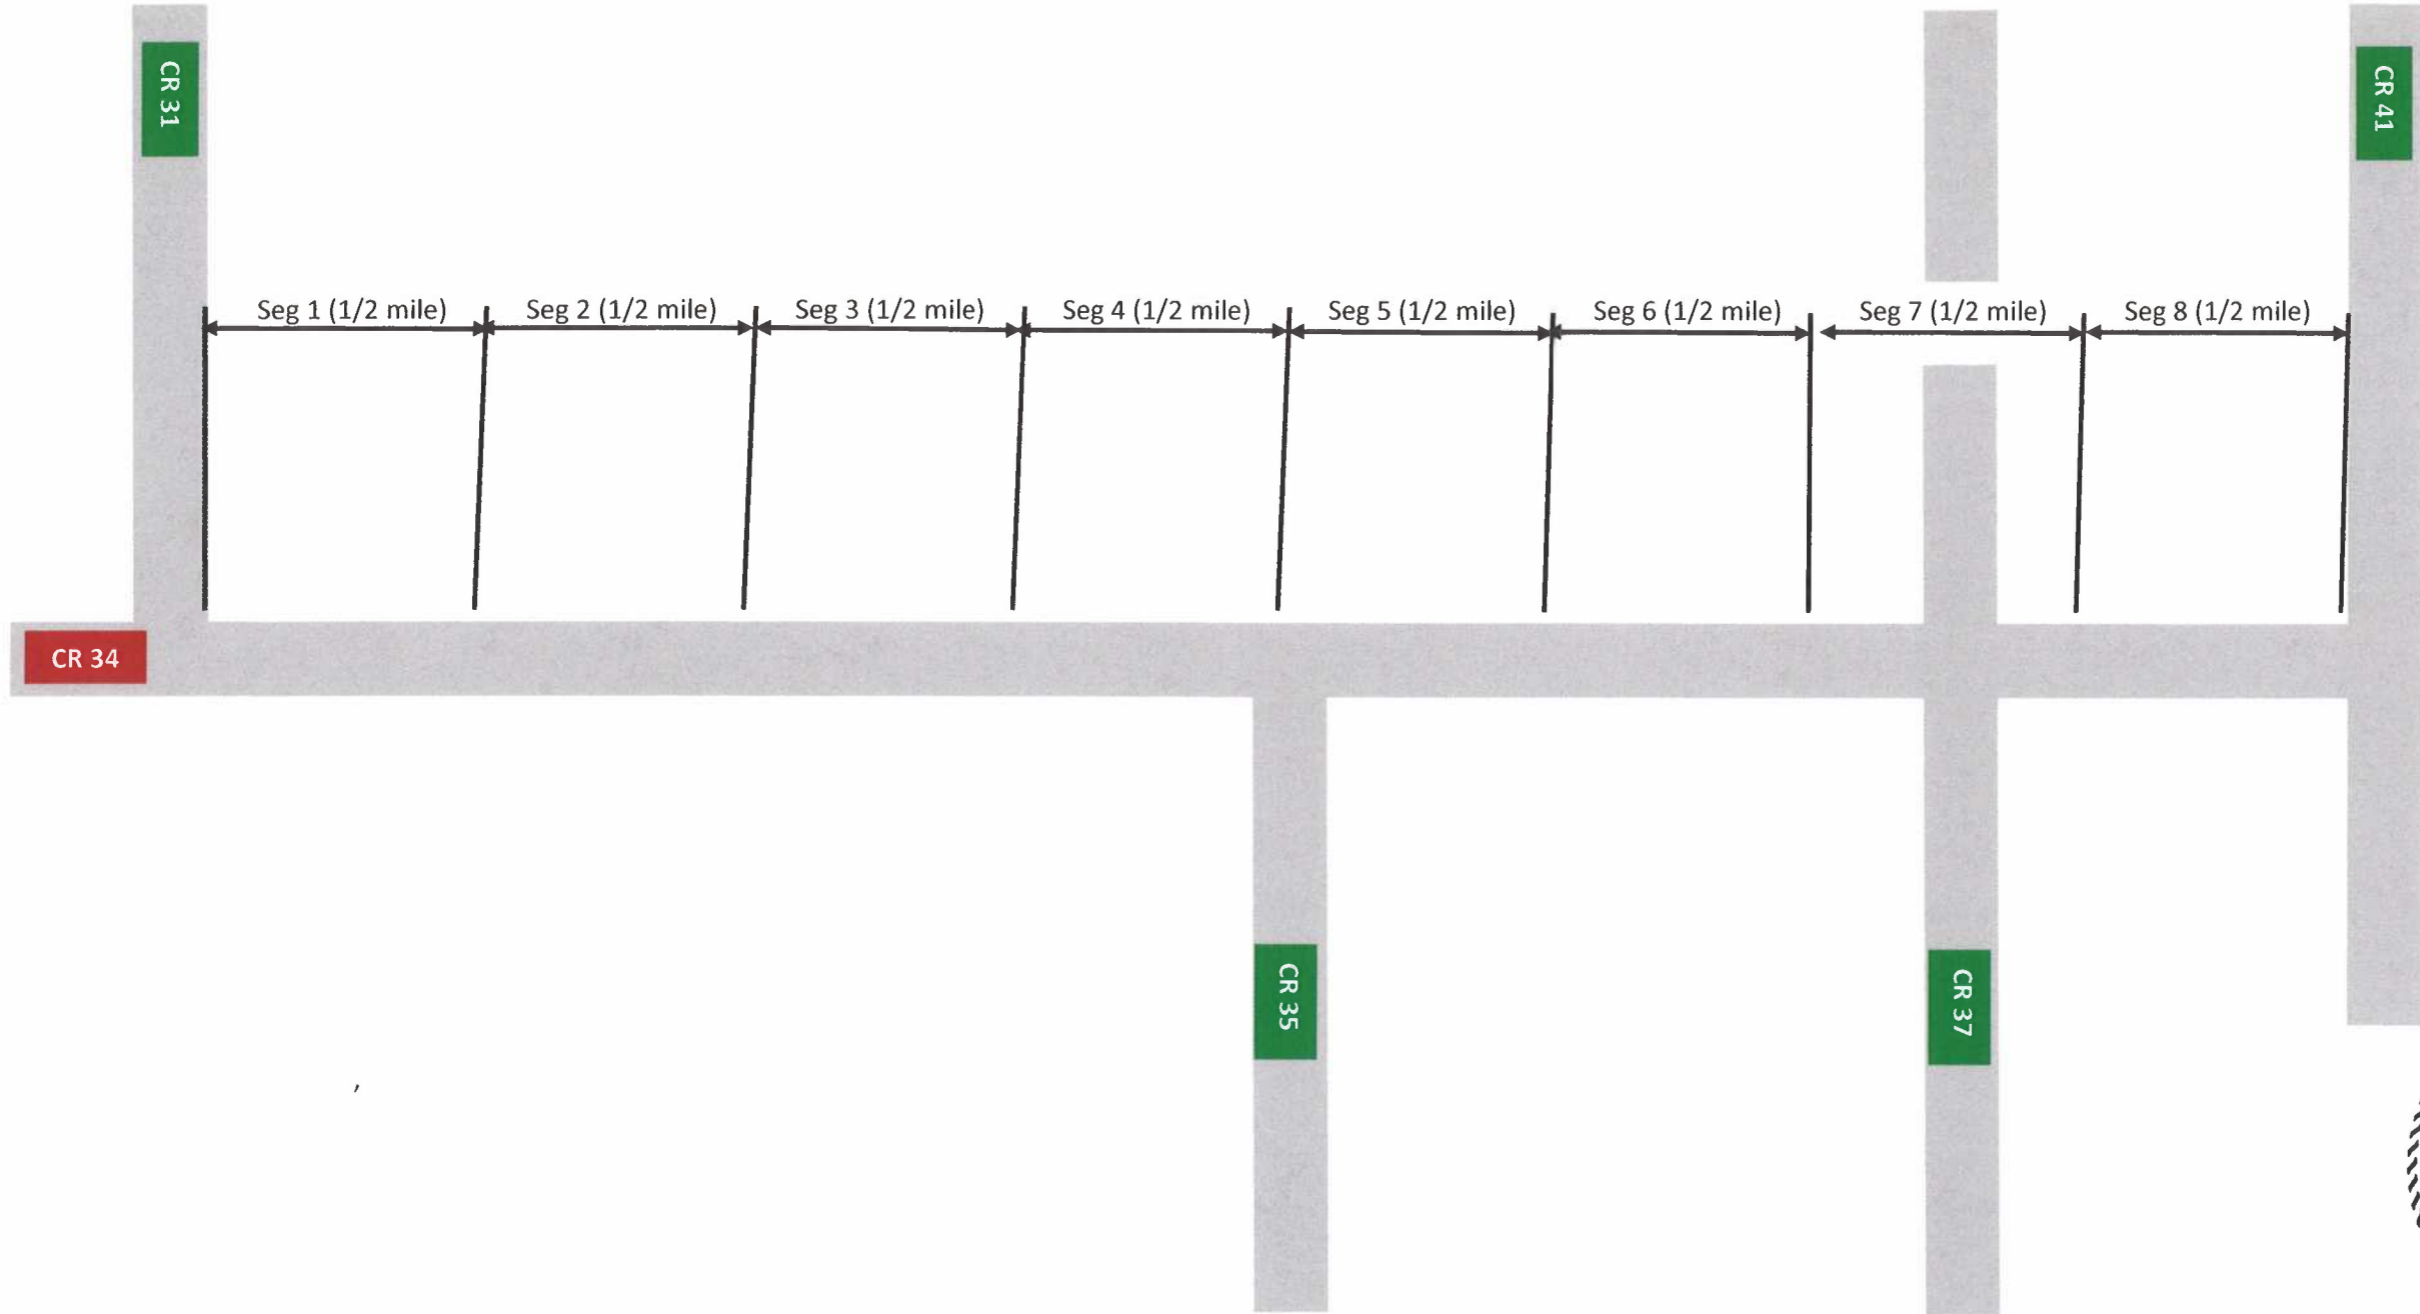 CR 31
CR 41
Seg 1 (1/2 mile)
Seg 2 (1/2 mile)
Seg 3 (1/2 mile)
Seg 4 (1/2 mile)
Seg 5 (1/2 mile)
Seg 6 (1/2 mile)
Seg 7 (1/2 mile)
Seg 8 (1/2 mile)
CR 34
CR 35
CR 37